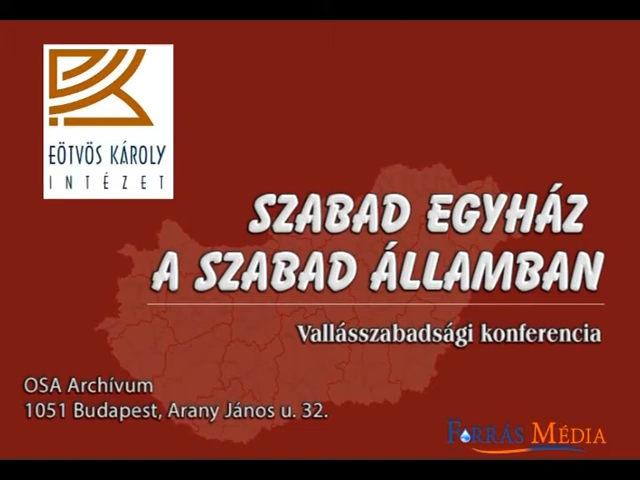 EÖTVÖS KÁROLY
INTÉZET
SZABAD EGYHÁZ
A SZABAD ÁLLAMBAN
Vallásszabadsági konferencia
OSA Archívum
1051 Budapest, Arany János u. 32.
FORRÁS MÉDIA